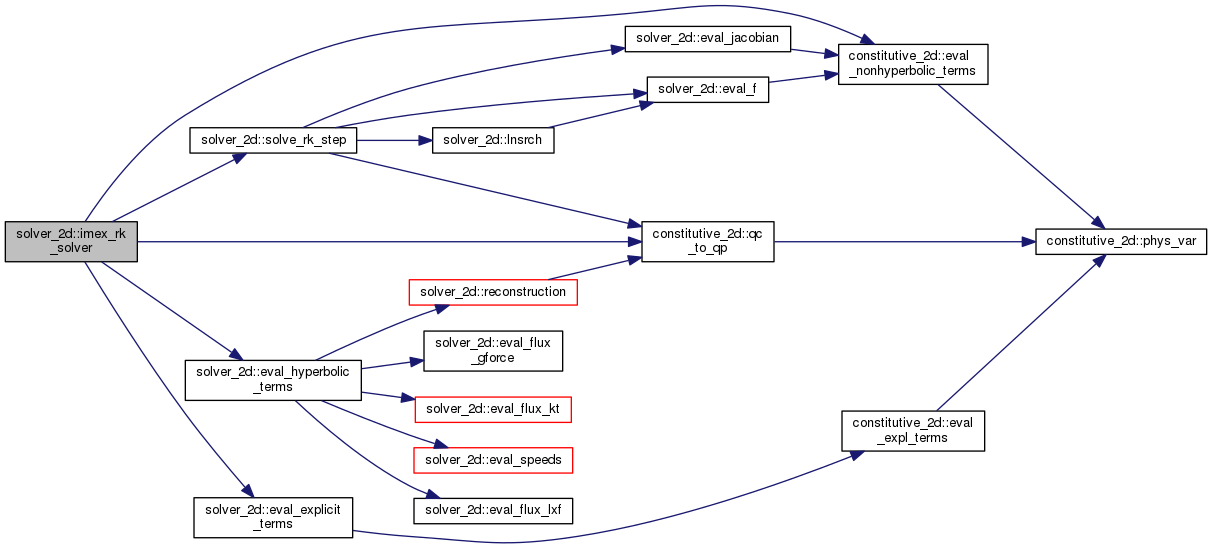 solver_2d::imex_rk
_solver
solver_2d::solve_rk_step
solver_2d::eval_hyperbolic
_terms
solver_2d::eval_explicit
_terms
solver_2d::lnsrch
solver_2d::reconstruction
solver_2d::eval_flux
_gforce
solver_2d::eval_flux_kt
solver_2d::eval_speeds
solver_2d::eval_flux_lxf
solver_2d::eval_jacobian
solver_2d::eval_f
constitutive_2d::qc
_to_qp
constitutive_2d::eval
_nonhyperbolic_terms
constitutive_2d::eval
_expl_terms
constitutive_2d::phys_var